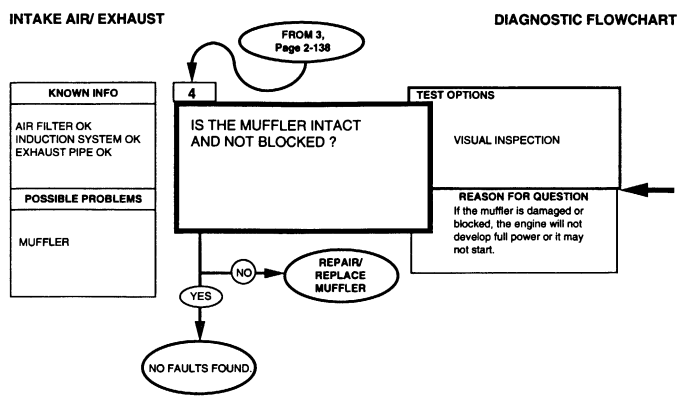 INTAKE AIR/ EXHAUST
DIAGNOSTIC FLOWCHART
FROM 3,
Page 2-138
KNOWN INFO
AIR FILTER OK
INDUCTION SYSTEM OK
EXHAUST PIPE OK
POSSIBLE PROBLEMS
MUFFLER
4
IS THE MUFFLER INTACT
AND NOT BLOCKED ?
TEST OPTIONS
VISUAL INSPECTION
REASON FOR QUESTION
If the muffler is damaged or
blocked, the engine will not
develop full power or it may
not start.
NO
REPAIR/
REPLACE
MUFFLER
YES
NO FAULTS FOUND.